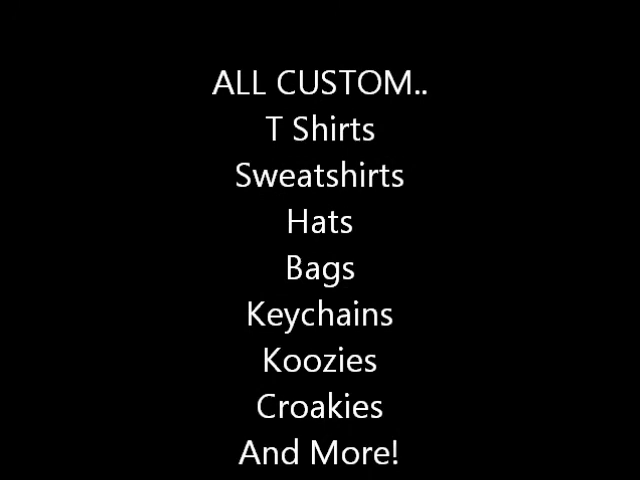 ALL CUSTOM..
T Shirts
Sweatshirts
Hats
Bags
Keychains
Koozies
Croakies
And More!